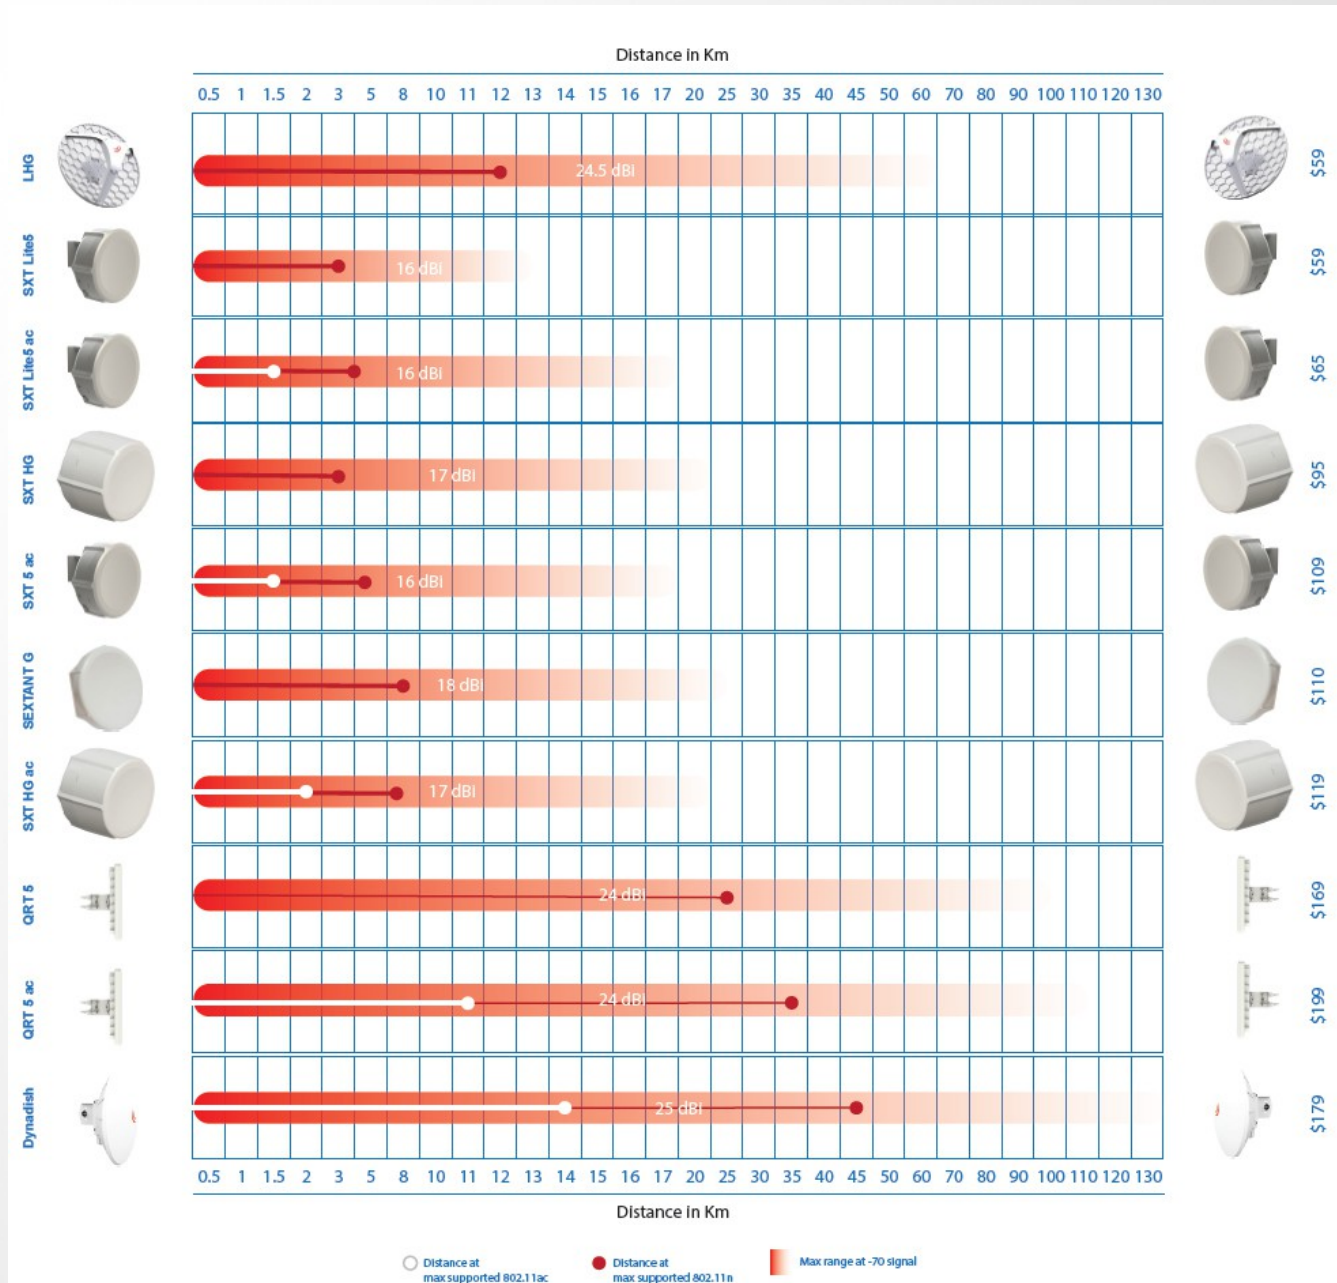 Distance in Km
0.5 1 1.5 2 3 5 8 10 11 12 13 14 15 16 17 20 25 30 35 40 45 50 60 70 80 90 100 110 120 130
LHG
24.5 dBi
$59
SXT Lite5
16 dBi
$59
SXT Lite5 ac
16 dBi
$65
SXT HG
17 dBi
$95
SXT 5 ac
16 dBi
$109
SEXTANT G
18 dBi
$110
SXT HG ac
17 dBi
$119
QRT 5
24 dBi
$169
QRT 5 ac
24 dBi
$199
Dynadish
25 dBi
$179
0.5 1 1.5 2 3 5 8 10 11 12 13 14 15 16 17 20 25 30 35 40 45 50 60 70 80 90 100 110 120 130
Distance in Km
Distance at
max supported 802.11ac
Distance at
max supported 802.11n
Max range at -70 signal